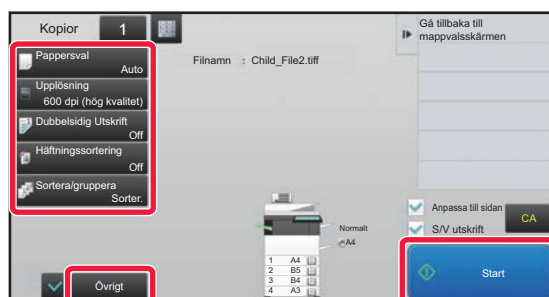 Kopior 1
Pappersval
Auto
Upplösning
600 dpi (hög kvalitet)
Dubbelsidig Utskrift
Off
Häftningssortering
Off
Sortera/gruppera
Sorter.
Övrigt
Filnamn : Child_File2.tiff
Normalt
A4
1 A4
2 B5
3 B4
4 A3
Gå tillbaka till
mappvalsskärmen
Anpassa till sidan
S/V utskrift
CA
Start